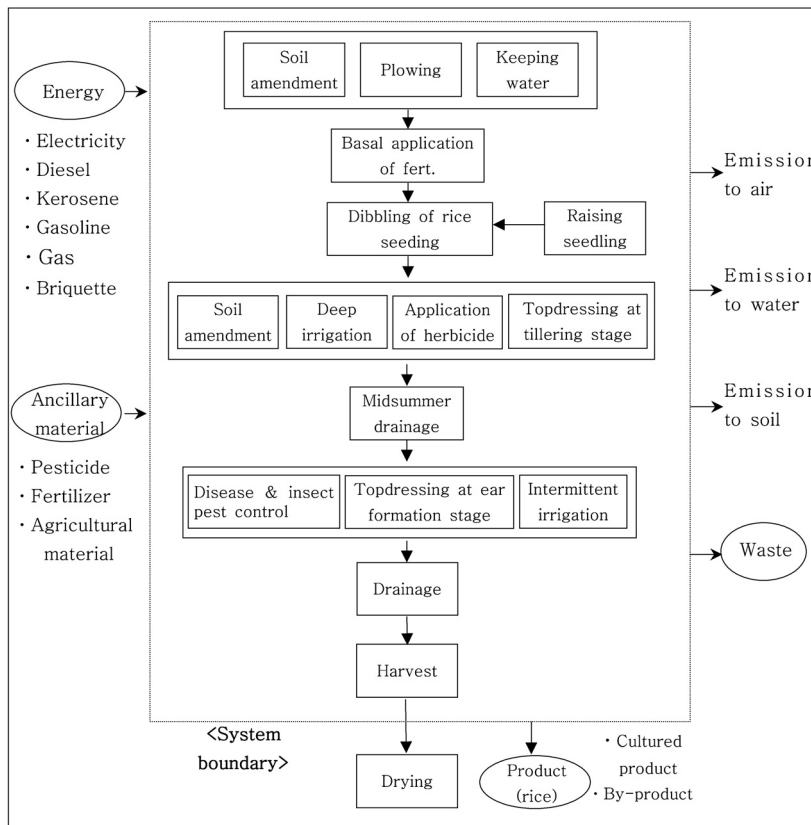 Energy
· Electricity
· Diesel
· Kerosene
· Gasoline
· Gas
· Briquette
Ancillary
material
· Pesticide
· Fertilizer
· Agricultural
material
Soil
amendment
Plowing
Keeping
water
Basal application
of fert.
Dibbling of rice
seeding
Raising
seedling
Soil
amendment
Deep
irrigation
Application
of herbicide
Topdressing at
tillering stage
Midsummer
drainage
Disease & insect
pest control
Topdressing at ear
formation stage
Intermittent
irrigation
Drainage
Harvest
<System
boundary>
Drying
Product
(rice)
· Cultured
product
· By-product
Emission
to air
Emission
to water
Emission
to soil
Waste